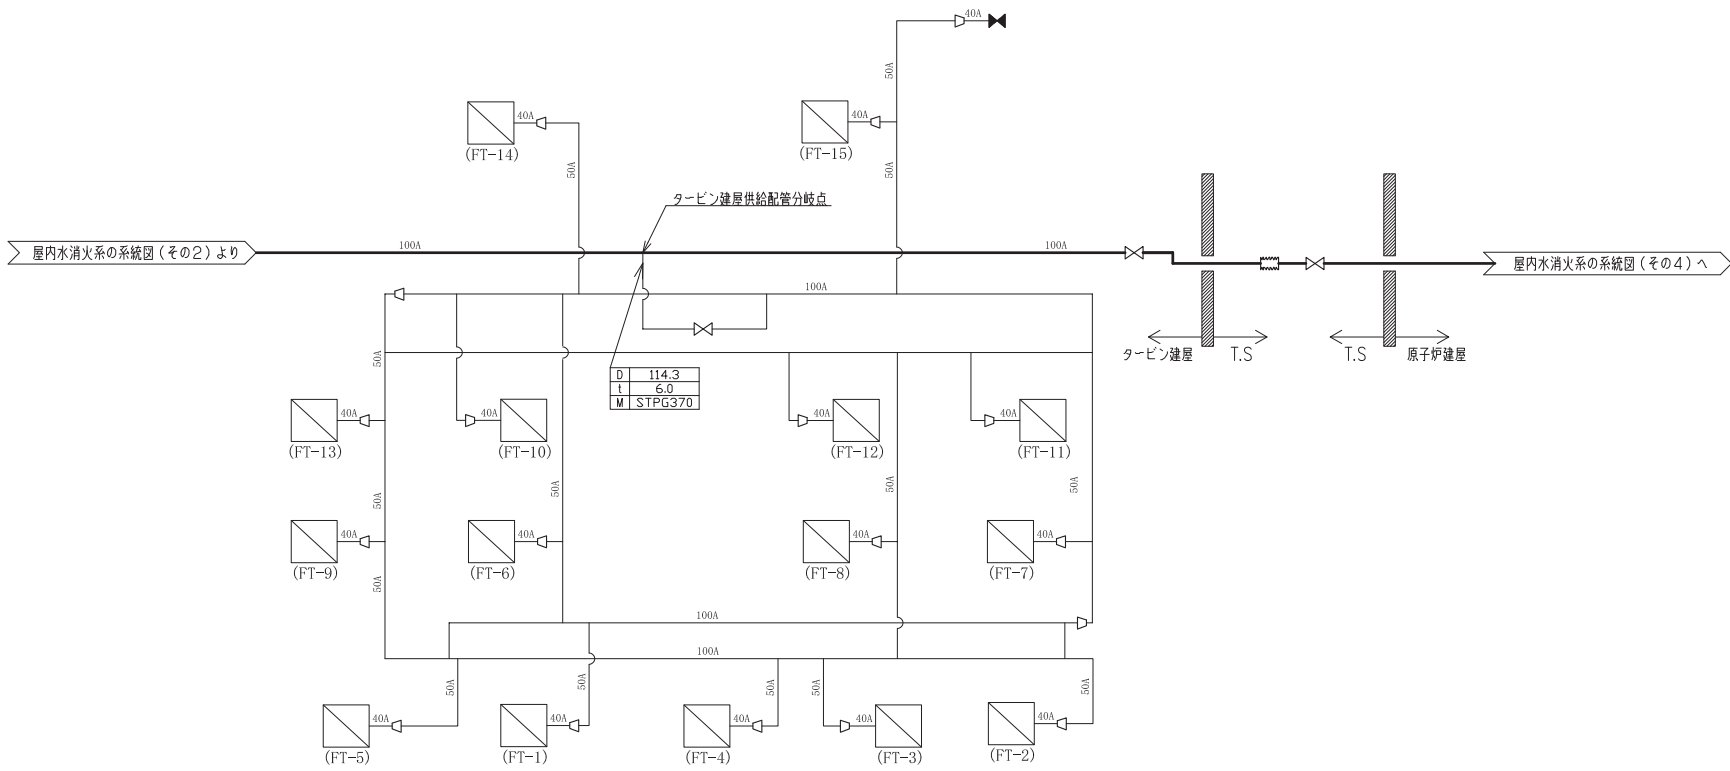 40A
50A
40A
(FT-14)
50A
40A
(FT-15)
50A
タービン建屋供給配管分岐点
屋内水消火系の系統図(その2)より
100A
100A
屋内水消火系の系統図(その4)へ
100A
タービン建屋
T.S
T.S
原子炉建屋
50A
D 114.3
t 6.0
M STPG370
40A
(FT-13)
40A
(FT-10)
40A
(FT-12)
40A
(FT-11)
50A
50A
50A
50A
40A
(FT-9)
40A
(FT-6)
40A
(FT-8)
40A
(FT-7)
50A
100A
100A
50A
50A
50A
50A
50A
40A
(FT-5)
40A
(FT-1)
40A
(FT-4)
40A
(FT-3)
40A
(FT-2)